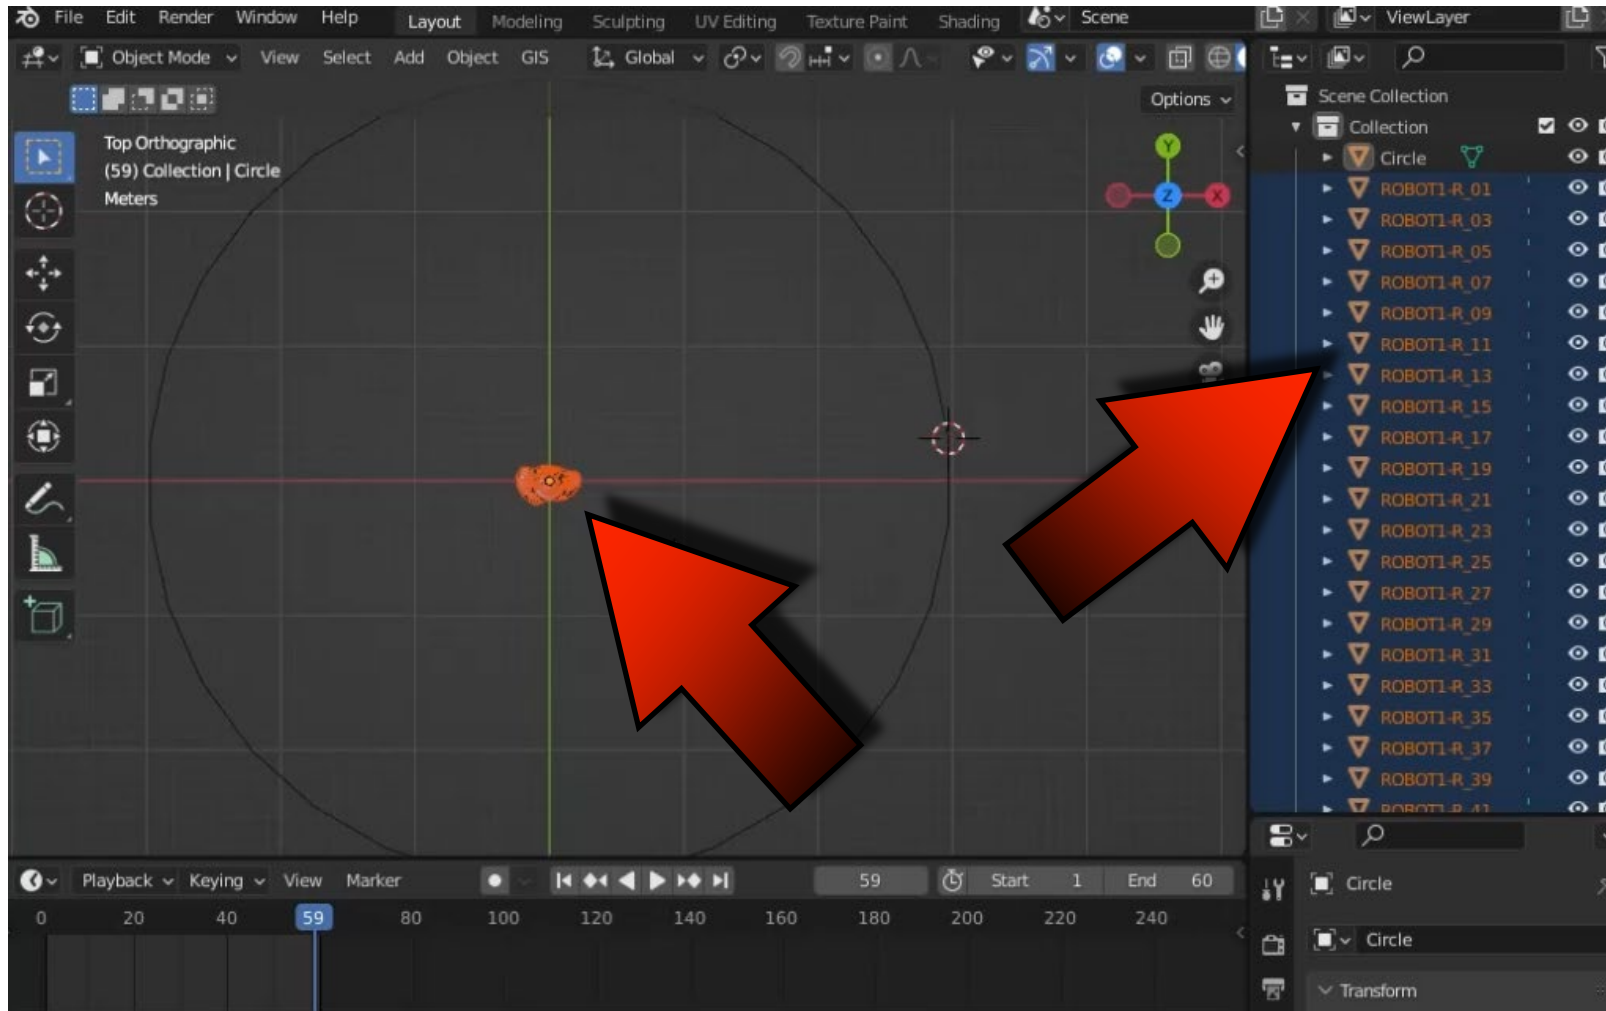 File Edit Render Window Help Layout Modeling Sculpting UV Editing Texture Paint Shading Scene ViewLayer
Object Mode View Select Add Object GIS Global
Options
Top Orthographic
(59) Collection | Circle
Meters
Y
Z
X
Scene Collection
Collection
Circle
ROBOT1-R_01
ROBOT1-R_03
ROBOT1-R_05
ROBOT1-R_07
ROBOT1-R_09
ROBOT1-R_11
ROBOT1-R_13
ROBOT1-R_15
ROBOT1-R_17
ROBOT1-R_19
ROBOT1-R_21
ROBOT1-R_23
ROBOT1-R_25
ROBOT1-R_27
ROBOT1-R_29
ROBOT1-R_31
ROBOT1-R_33
ROBOT1-R_35
ROBOT1-R_37
ROBOT1-R_39
ROBOT1-R_41
Playback Keying View Marker 59 Start 1 End 60
0 20 40 59 80 100 120 140 160 180 200 220 240
Circle
Circle
Transform